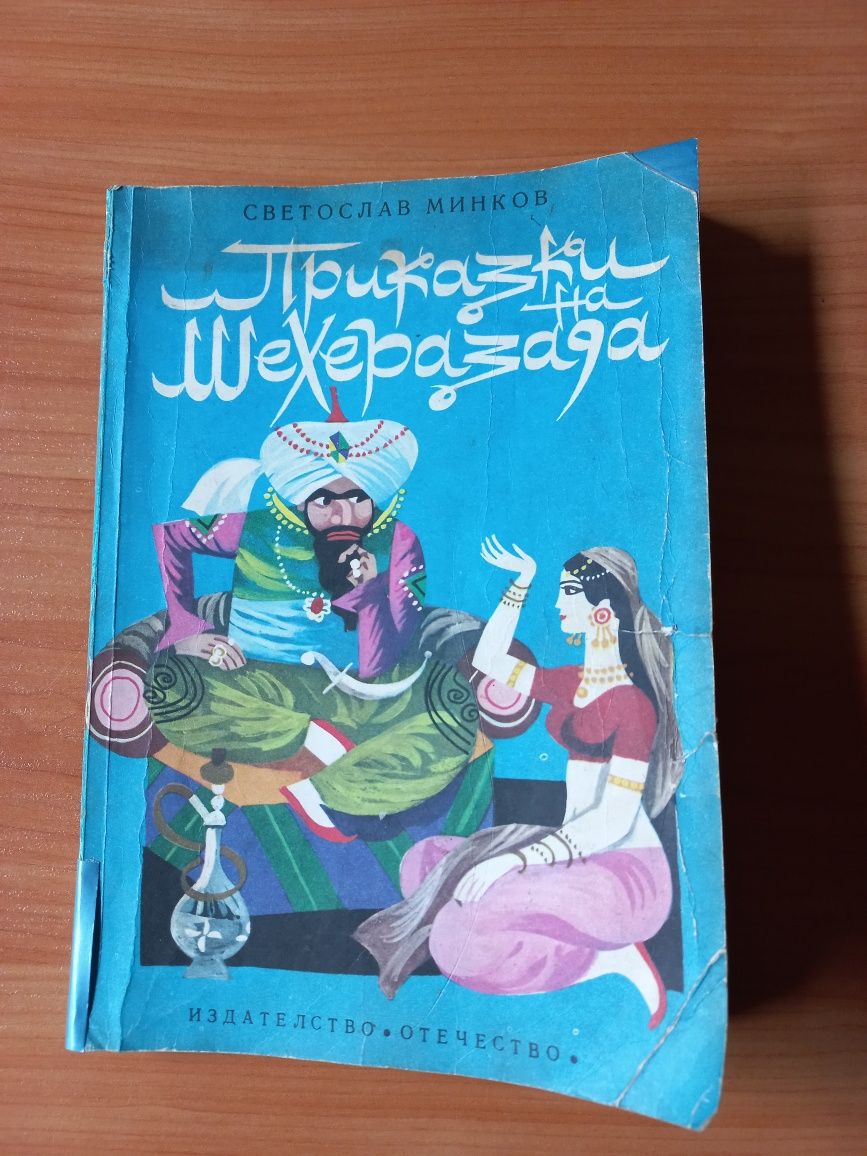 СВЕТОСЛАВ МИНКОВ
Приказки
на
Шехеразада
ИЗДАТЕЛСТВО • ОТЕЧЕСТВО •